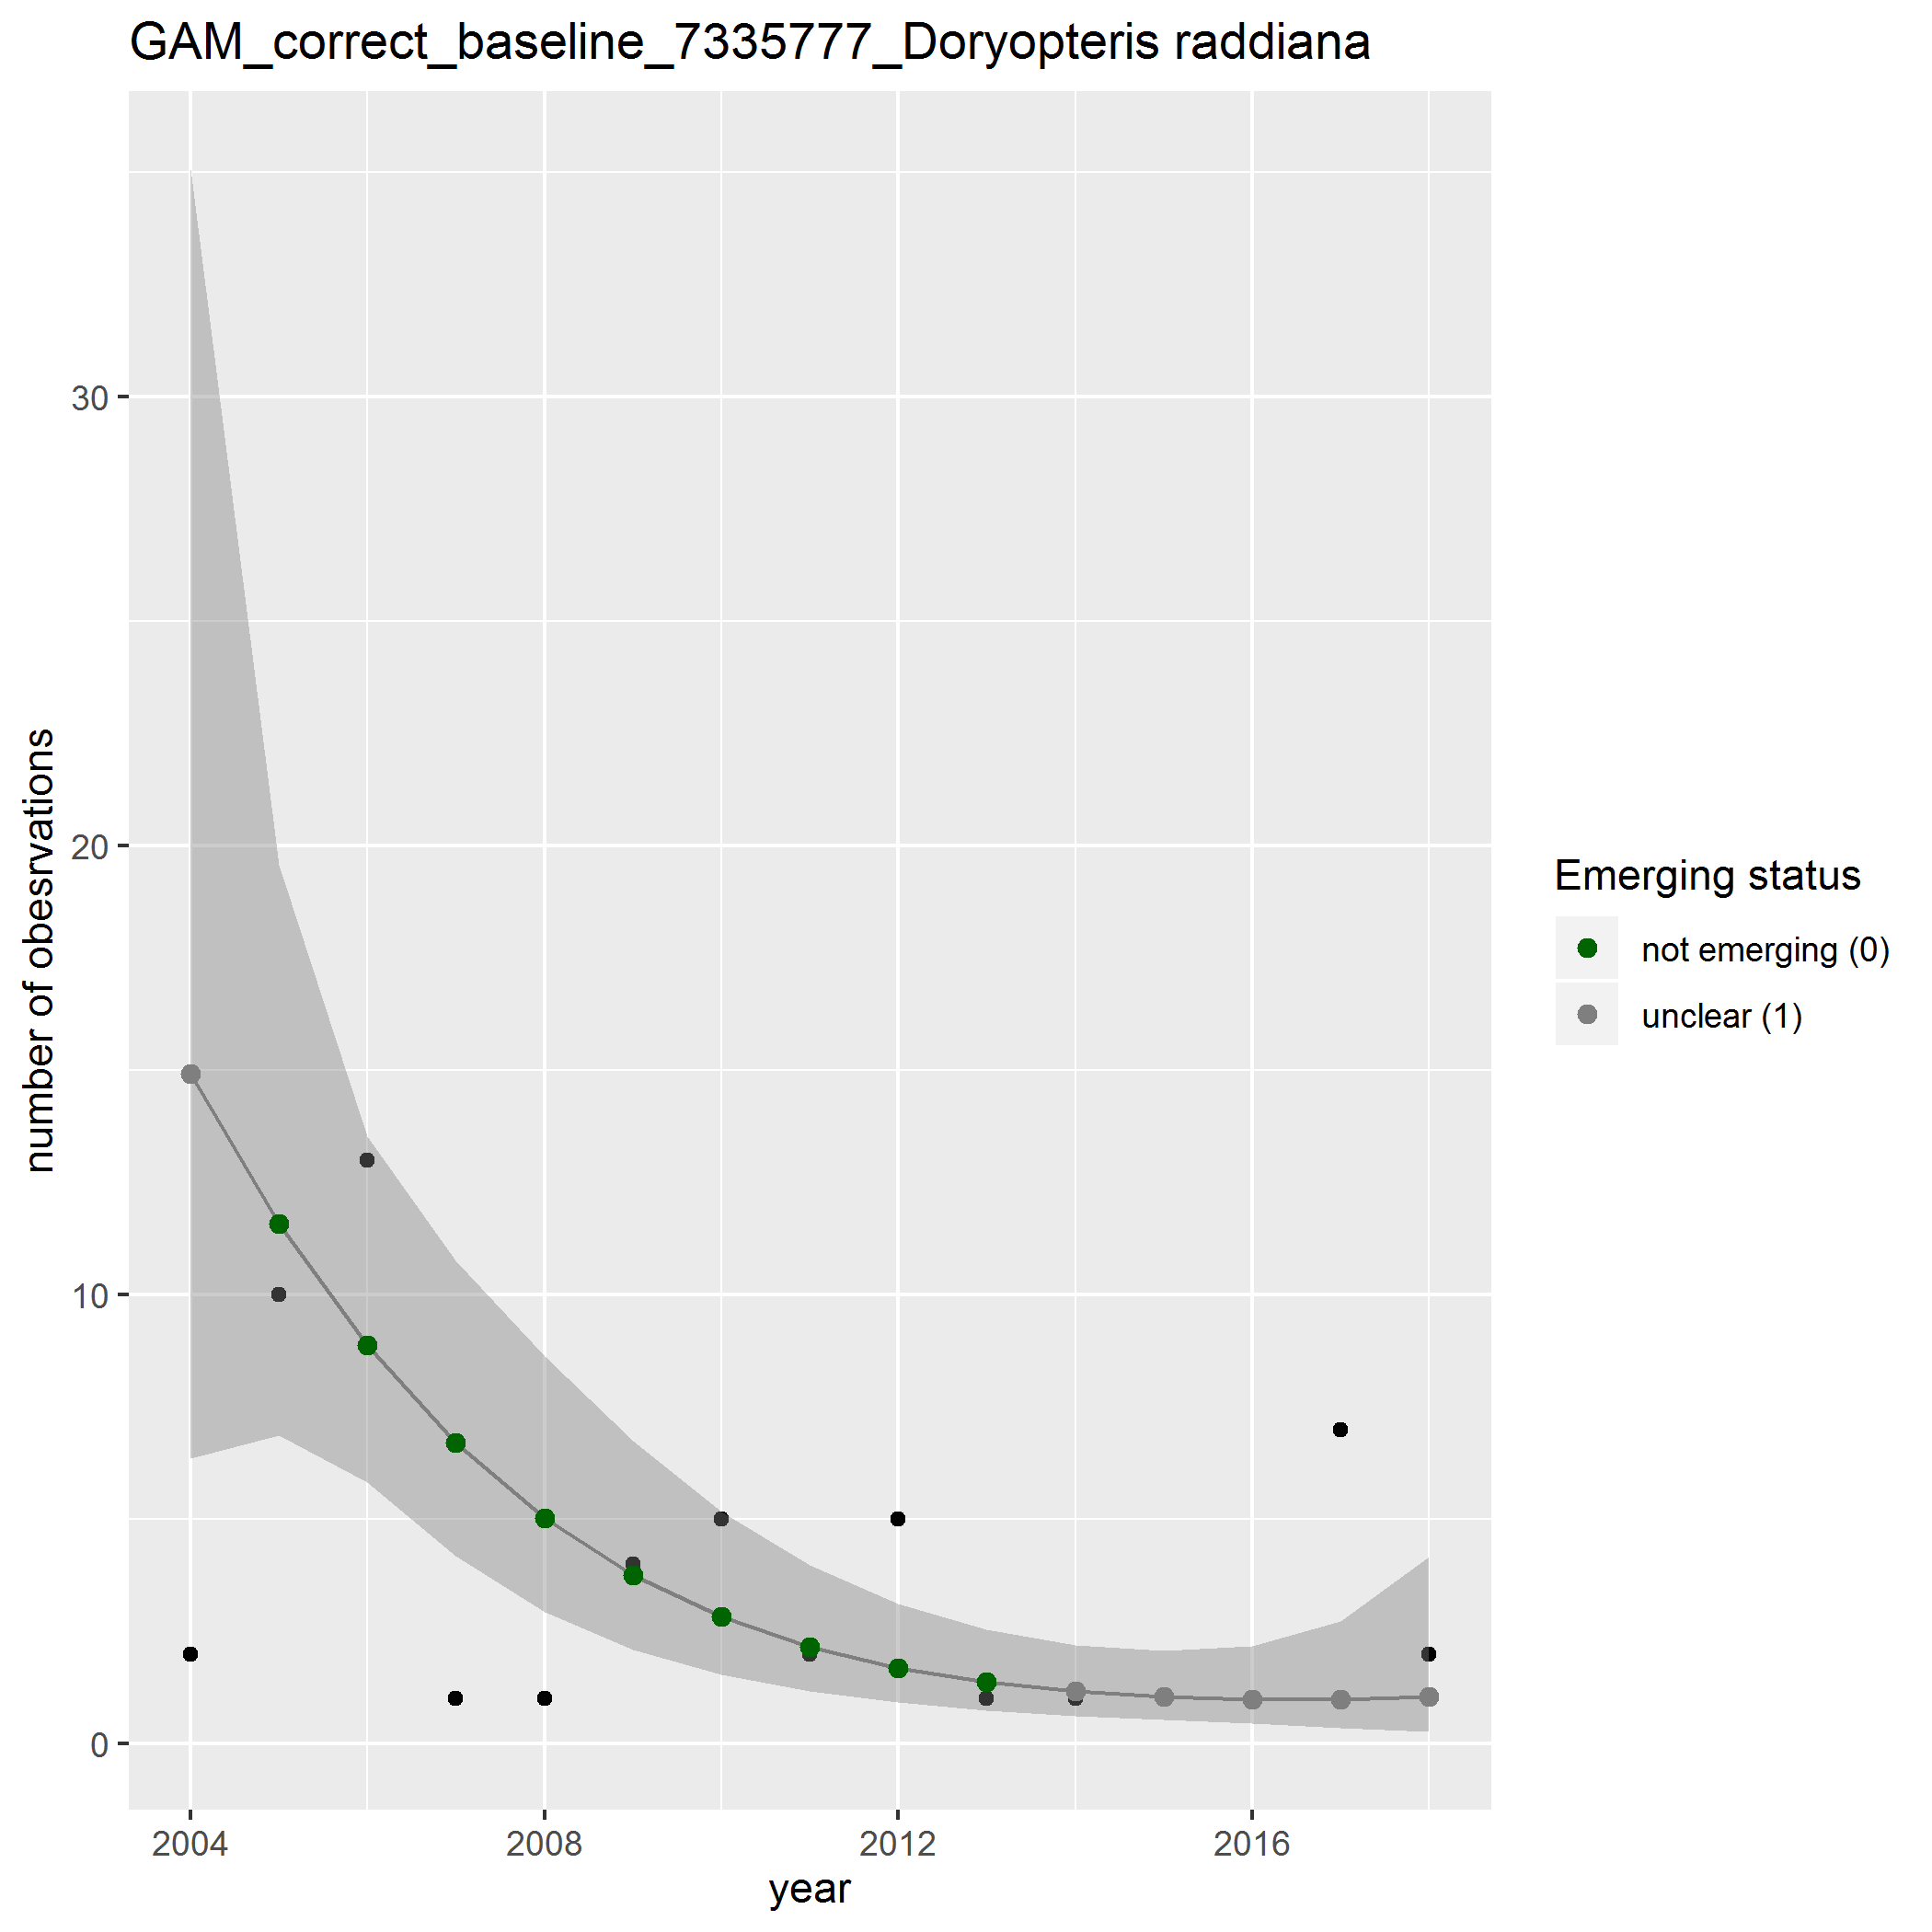 GAM_correct_baseline_7335777_Doryopteris raddiana
30
20
10
0
number of obesrvations
2004
2008
2012
2016
year
Emerging status
not emerging (0)
unclear (1)